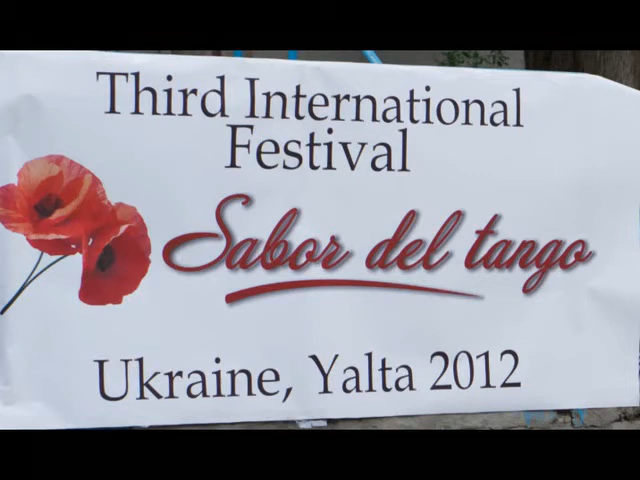 Third International
Festival
Sabor del tango
Ukraine, Yalta 2012